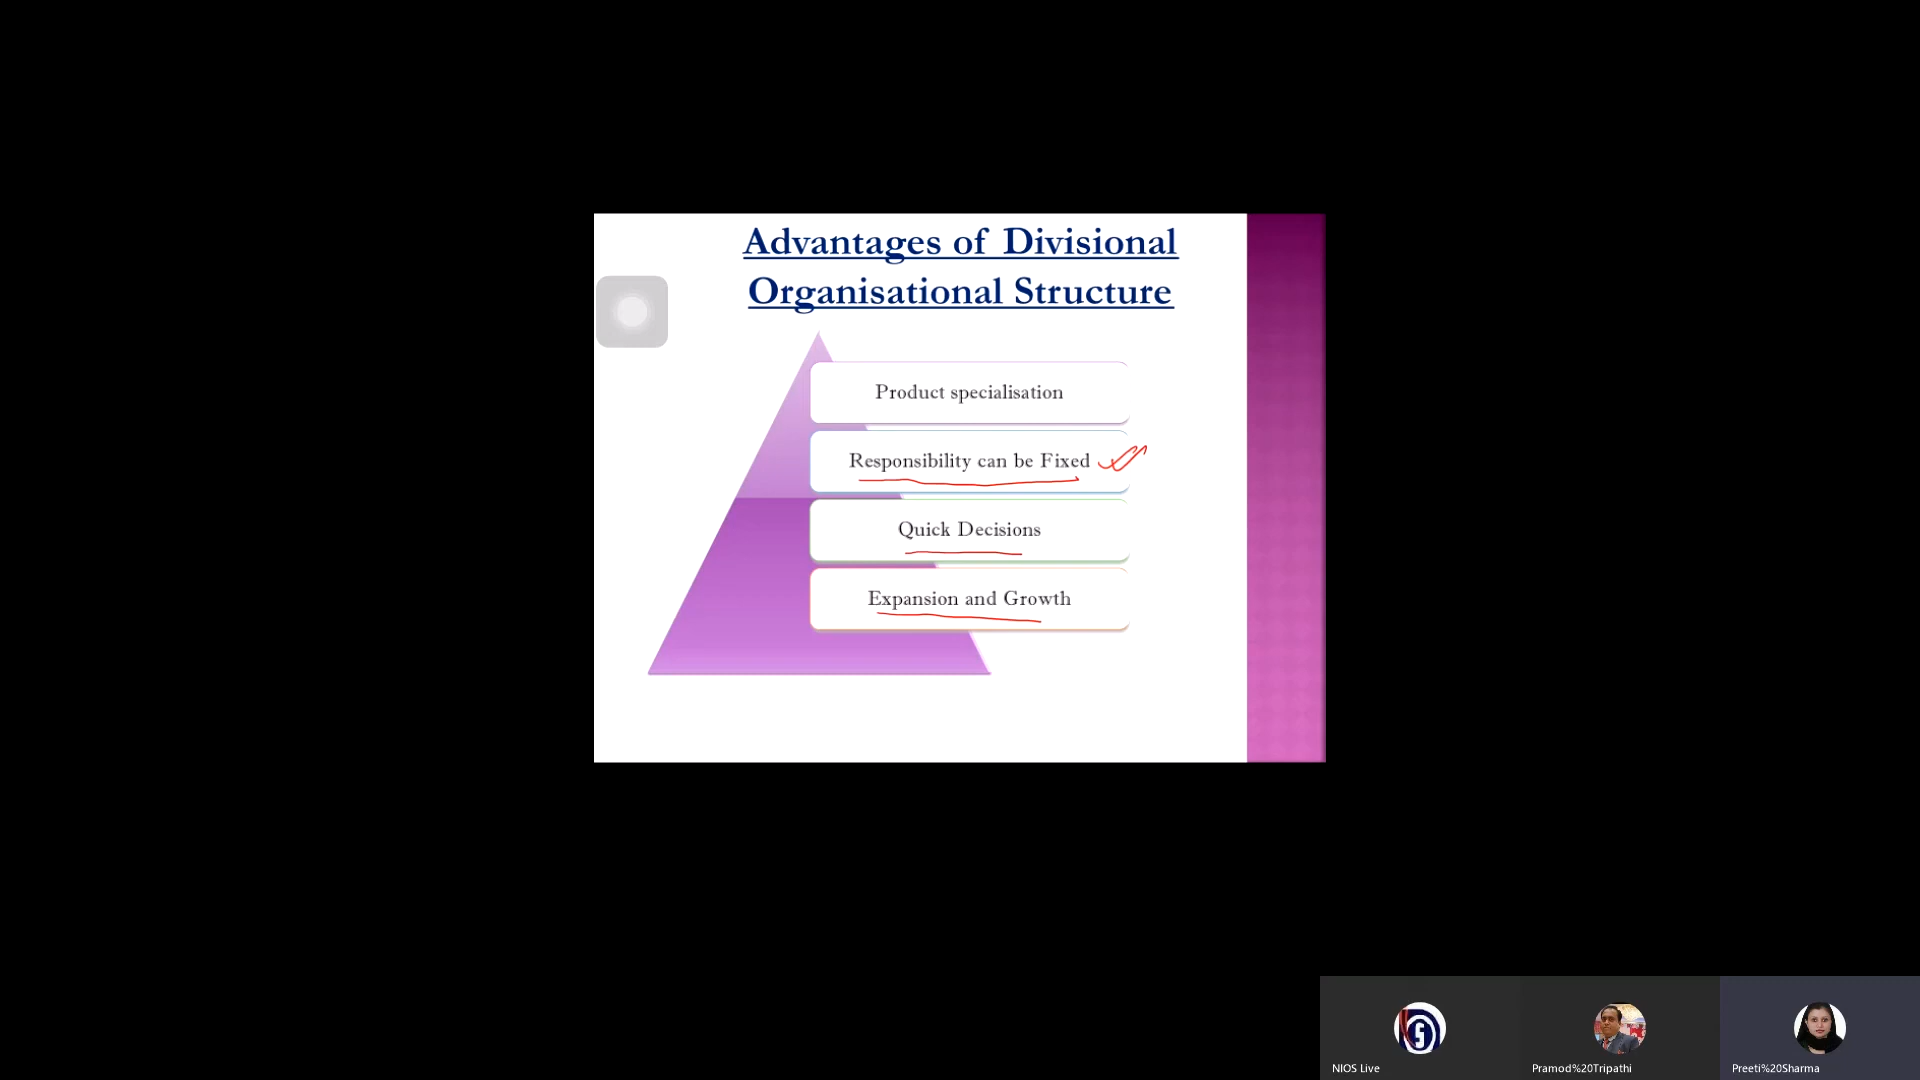 Advantages of Divisional
Organisational Structure
Product specialisation
Responsibility can be Fixed
Quick Decisions
Expansion and Growth
NIOS Live
Pramod%20Tripathi
Preeti%20Sharma